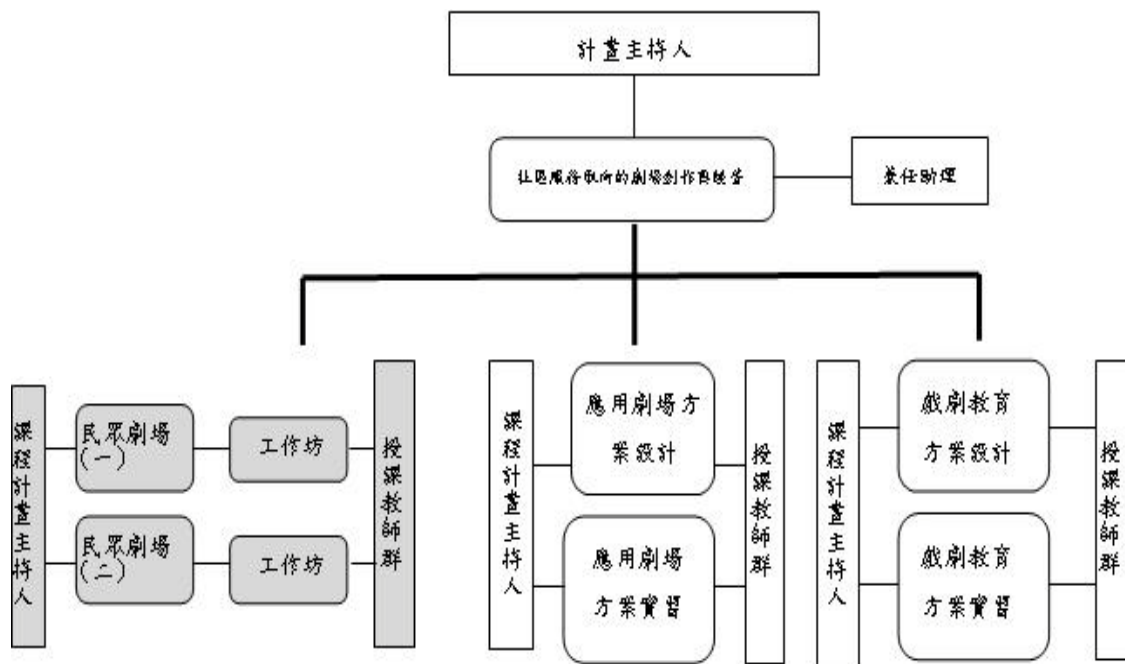 計畫主持人
社區服務取向的劇場創作與經營
兼任助理
課程計畫主持人
民眾劇場
(一)
工作坊
民眾劇場
(二)
工作坊
授課教師群
課程計畫主持人
應用劇場方
案設計
應用劇場
方案實習
授課教師群
課程計畫主持人
戲劇教育
方案設計
戲劇教育
方案實習
授課教師群